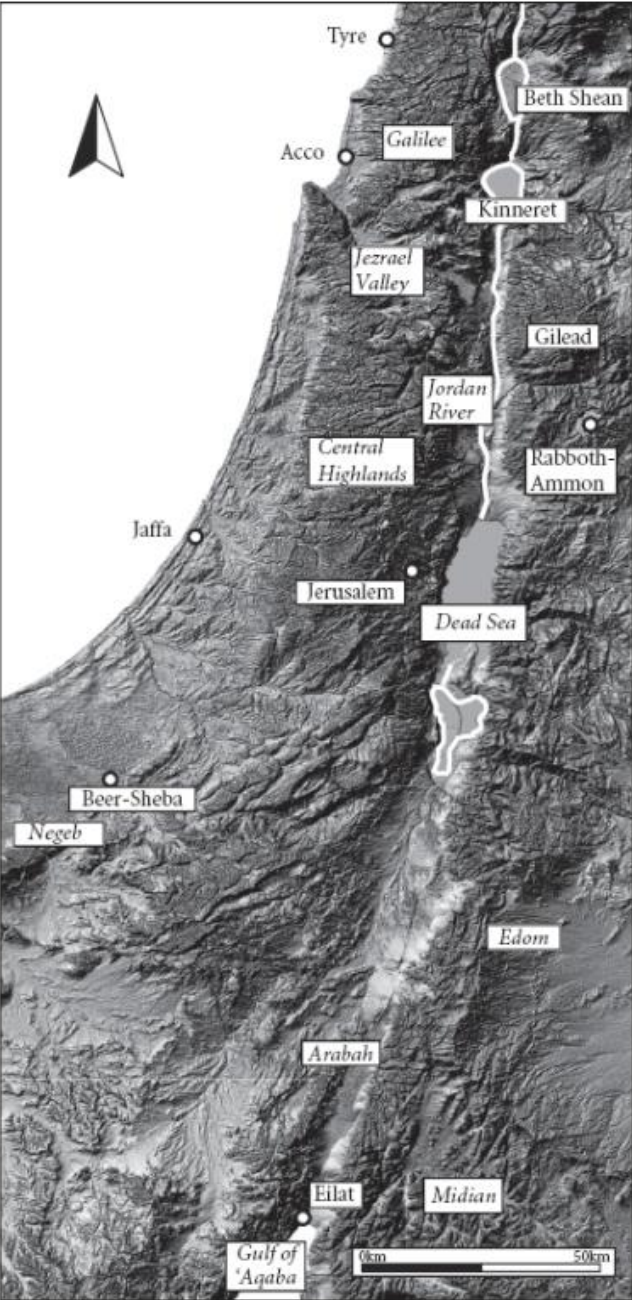 Tyre
Beth Shean
Galilee
Acco
Kinneret
Jezrael
Valley
Gilead
Jordan
River
Central
Highlands
Rabboth-
Ammon
Jaffa
Jerusalem
Dead Sea
Beer-Sheba
Negeb
Edom
Arabah
Eilat
Midian
Gulf of
‘Aqaba
0km 50km